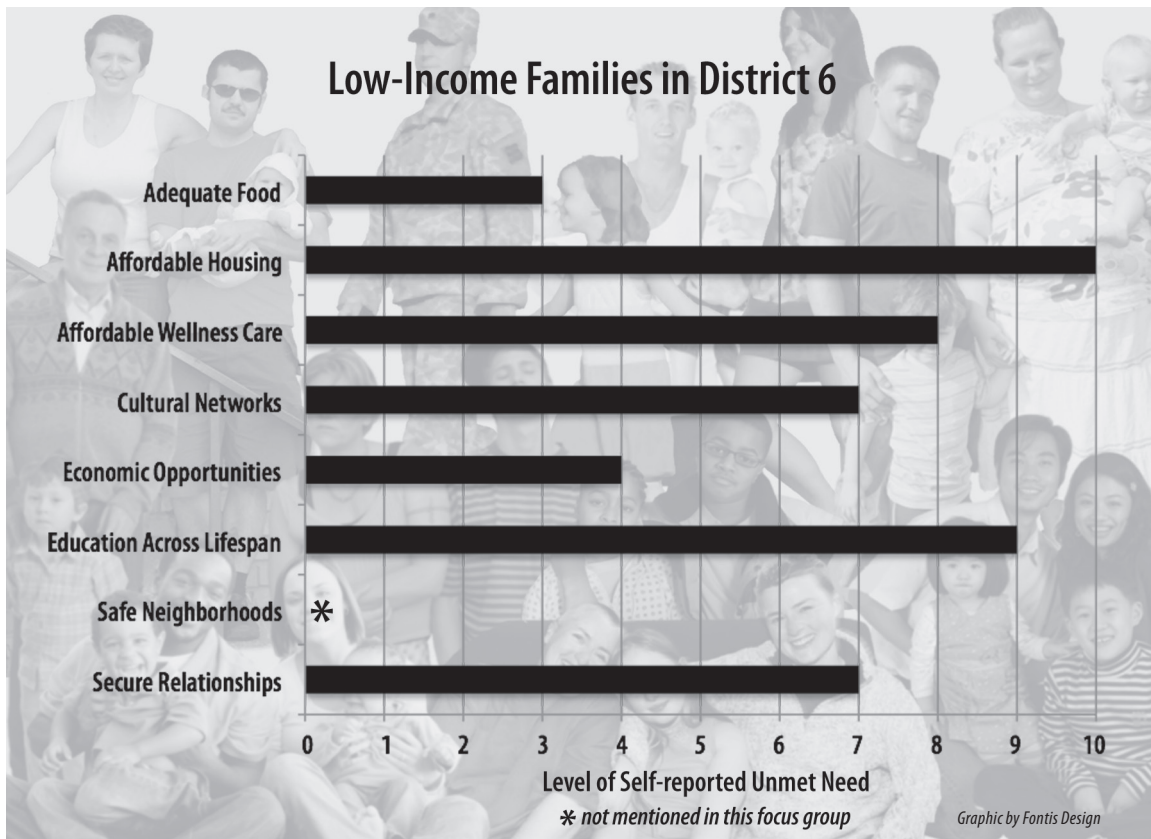 Low-Income Families in District 6
Adequate Food
Affordable Housing
Affordable Wellness Care
Cultural Networks
Economic Opportunities
Education Across Lifespan
Safe Neighborhoods *
Secure Relationships
0 1 2 3 4 5 6 7 8 9 10
Level of Self-reported Unmet Need
* not mentioned in this focus group
Graphic by Fontis Design